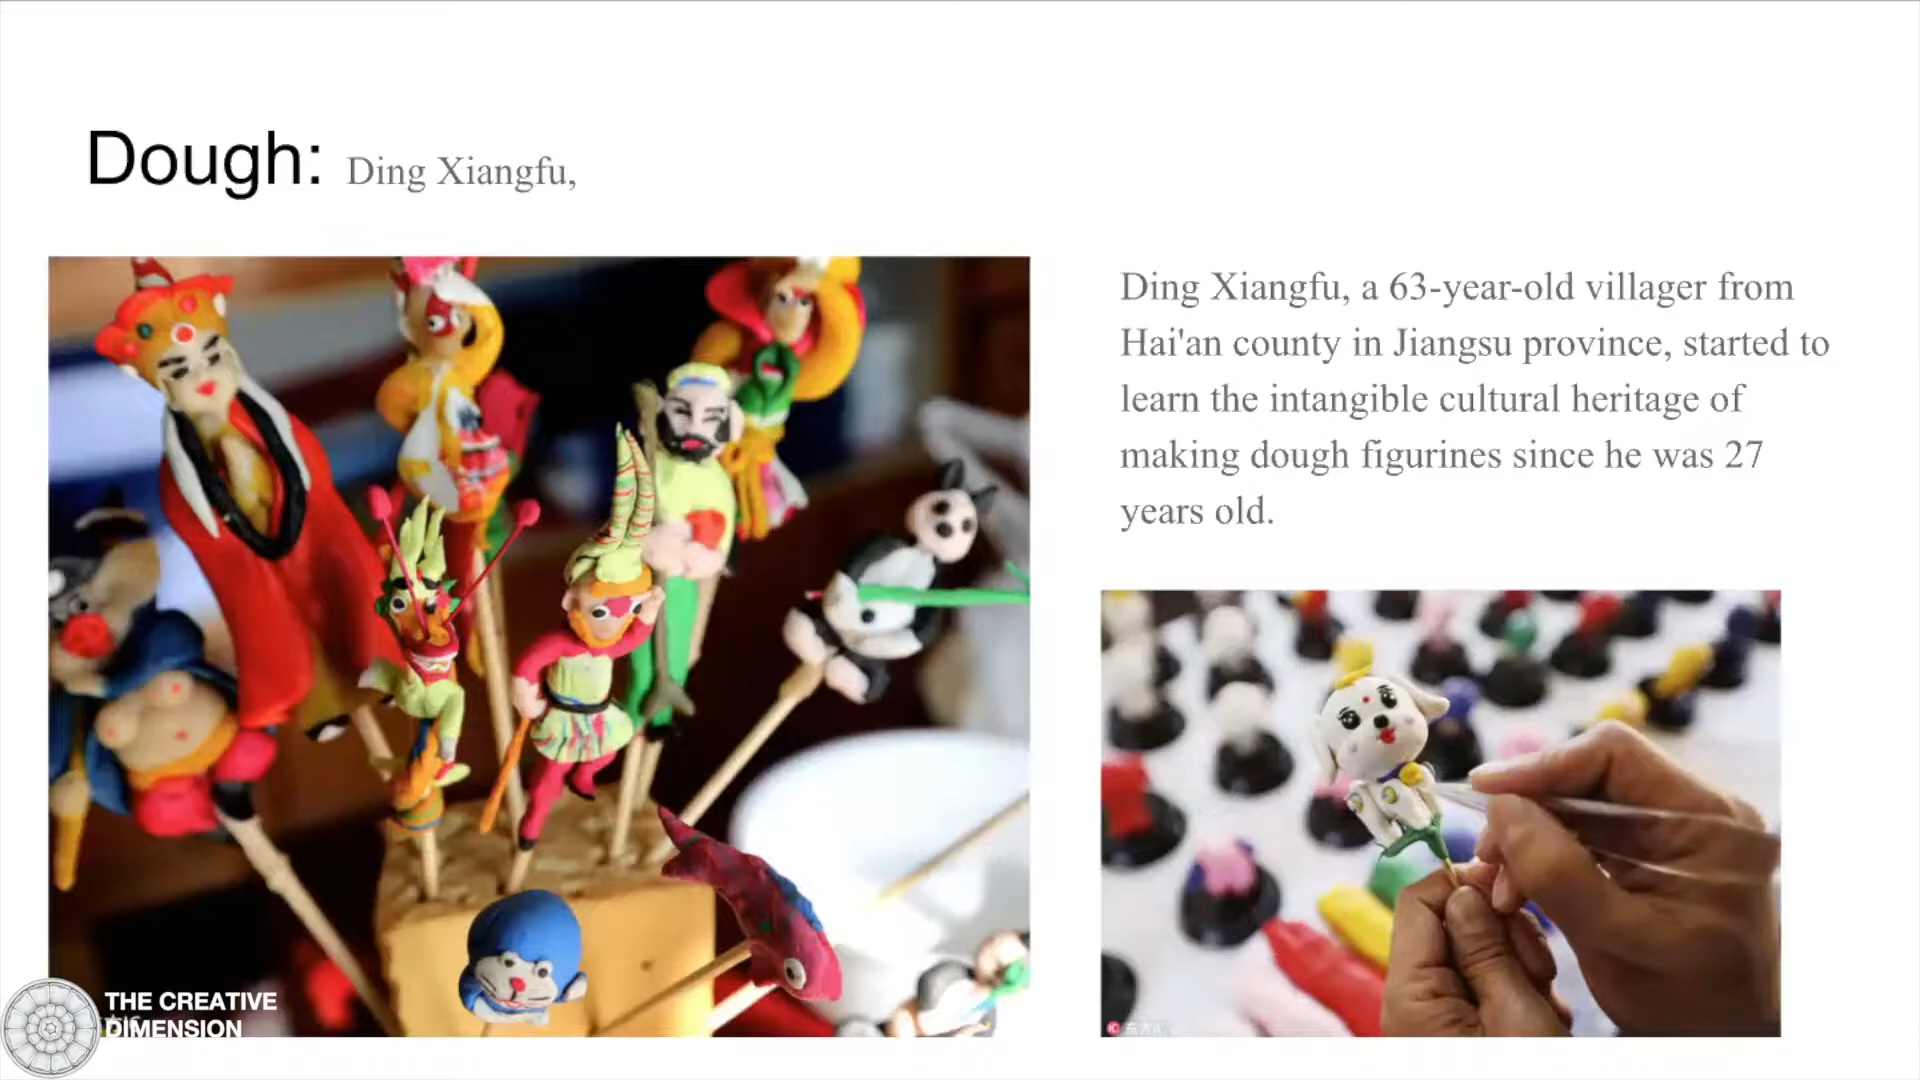 Dough: Ding Xiangfu,
Ding Xiangfu, a 63-year-old villager from
Hai'an county in Jiangsu province, started to
learn the intangible cultural heritage of
making dough figurines since he was 27
years old.
THE CREATIVE
DIMENSION